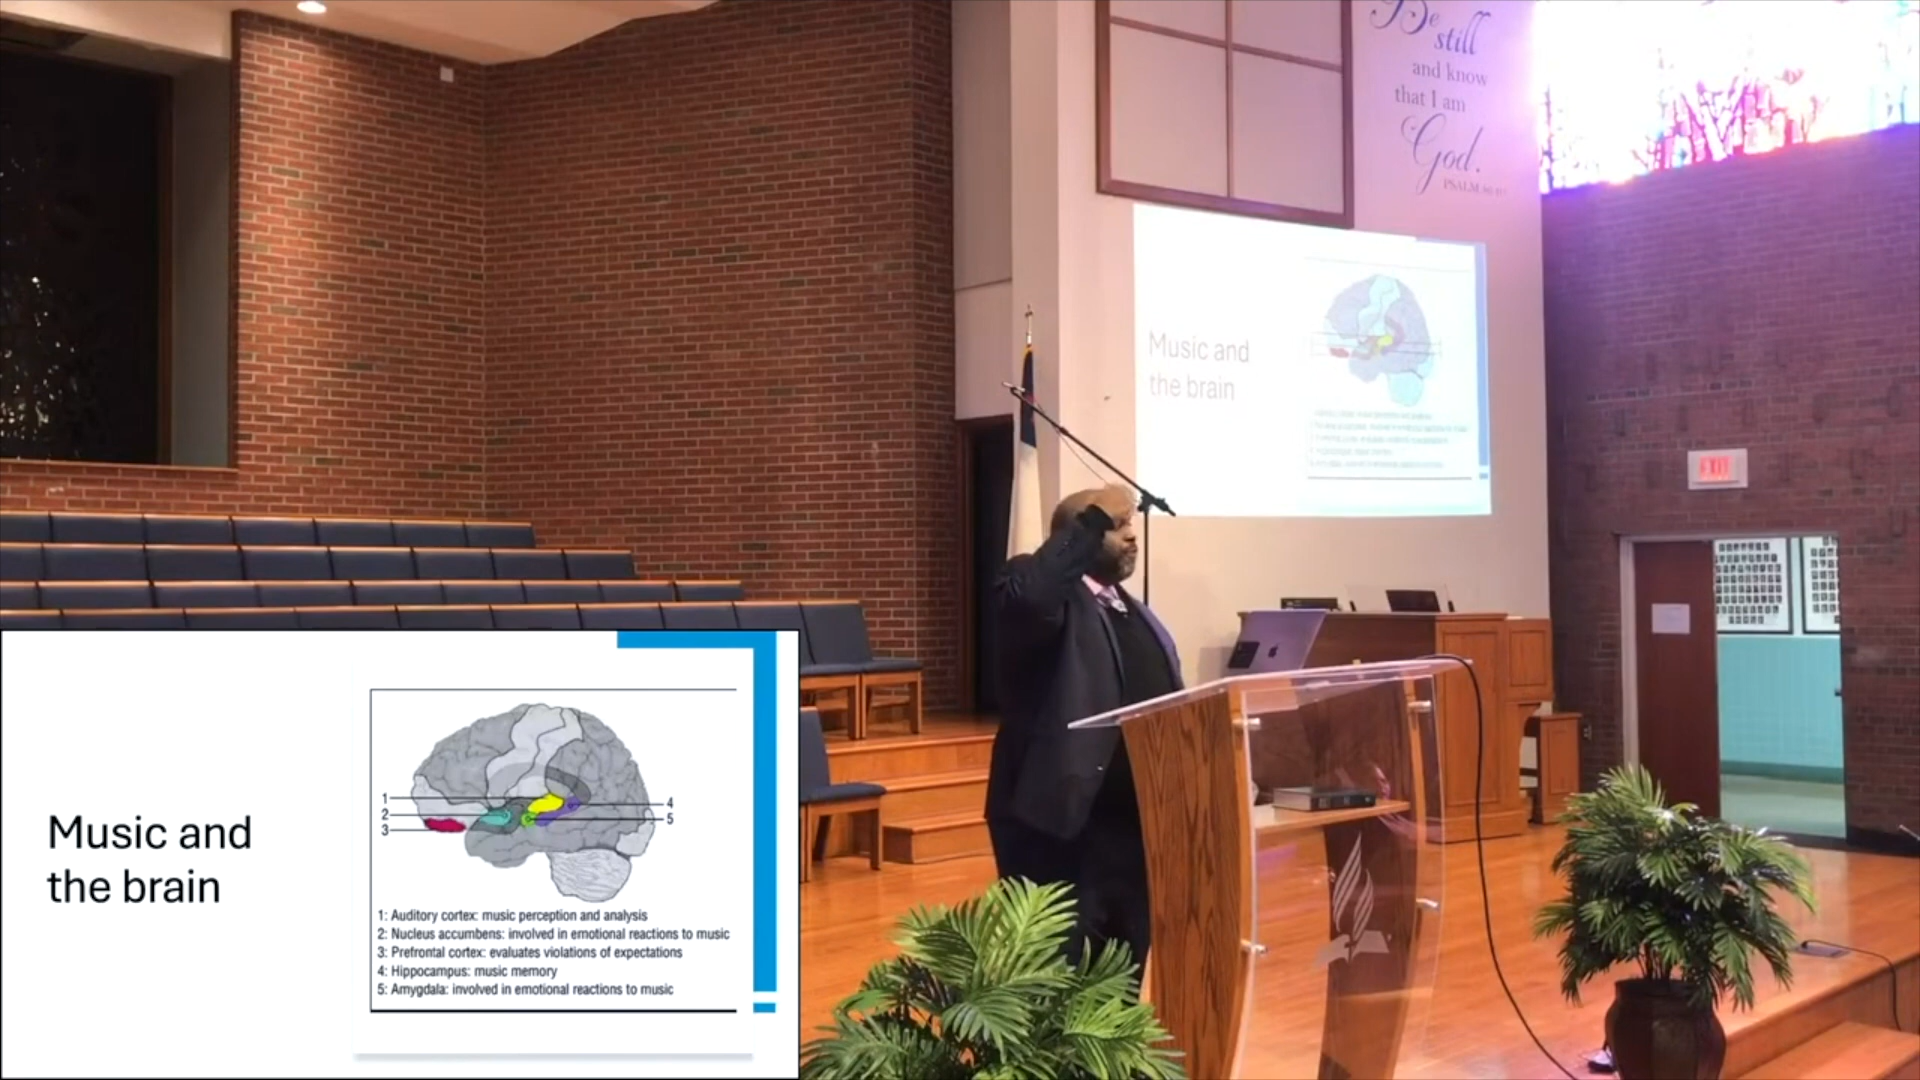 Be
still
and know
that I am
God.
PSALM 46:10
Music and
the brain
EXIT
Music and
the brain
1
2
3
4
5
1: Auditory cortex: music perception and analysis
2: Nucleus accumbens: involved in emotional reactions to music
3: Prefrontal cortex: evaluates violations of expectations
4: Hippocampus: music memory
5: Amygdala: involved in emotional reactions to music